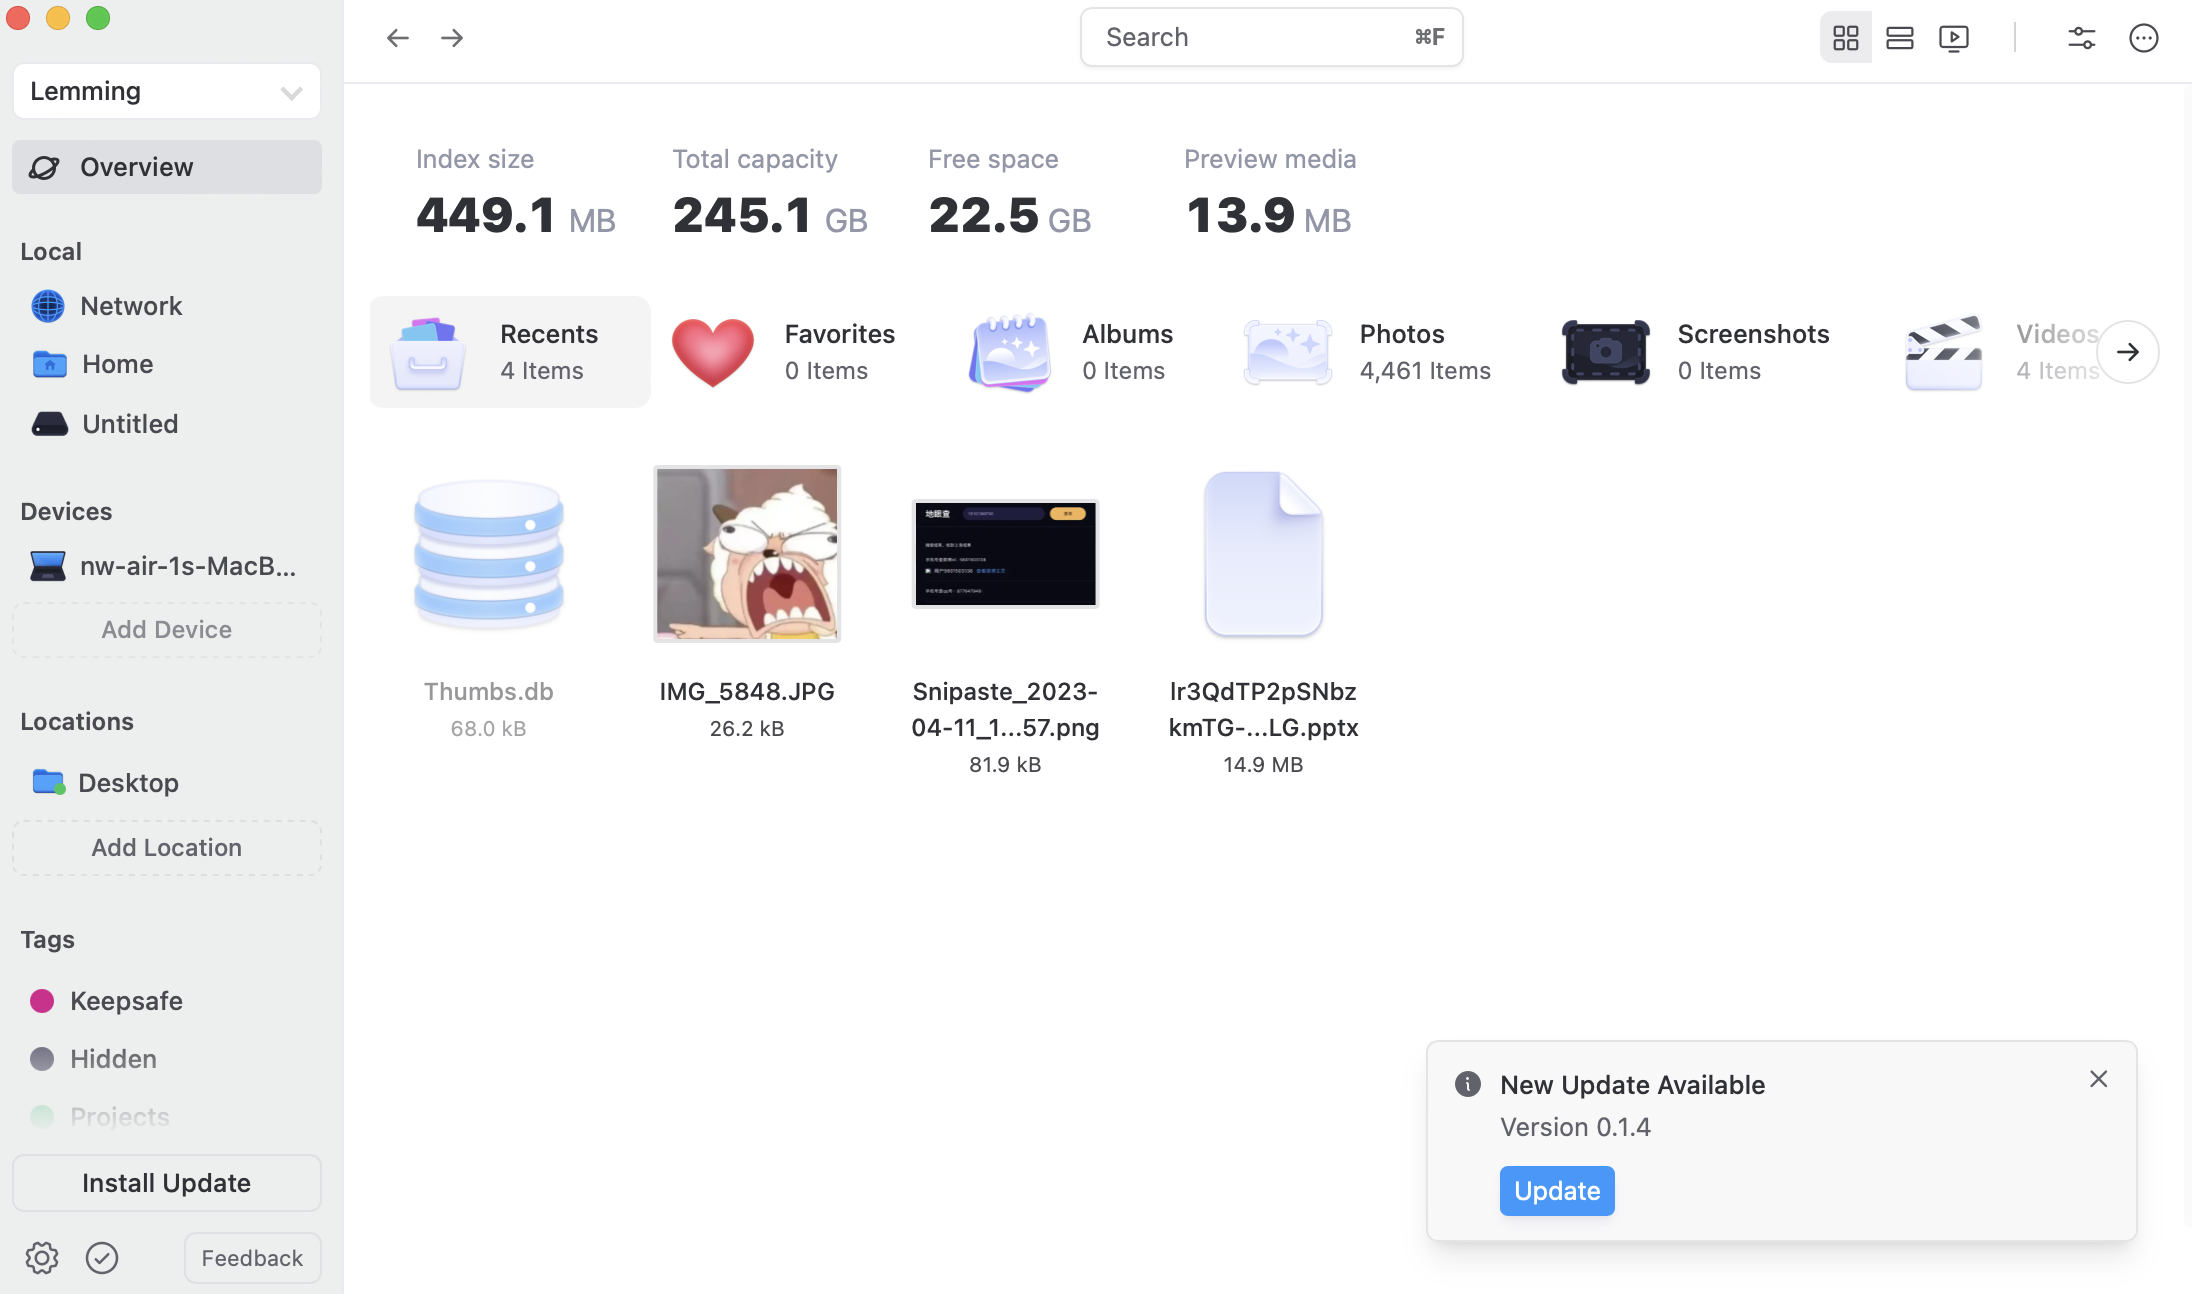 Search
⌘F
Lemming
Overview
Local
Network
Home
Untitled
Devices
nw-air-1s-MacB...
Add Device
Locations
Desktop
Add Location
Tags
Keepsafe
Hidden
Projects
Install Update
Feedback
Index size
449.1 MB
Total capacity
245.1 GB
Free space
22.5 GB
Preview media
13.9 MB
Recents
4 Items
Favorites
0 Items
Albums
0 Items
Photos
4,461 Items
Screenshots
0 Items
Videos
4 Items
Thumbs.db
68.0 kB
IMG_5848.JPG
26.2 kB
地眼查
Snipaste_2023-
04-11_1...57.png
81.9 kB
lr3QdTP2pSNbz
kmTG-...LG.pptx
14.9 MB
New Update Available
Version 0.1.4
Update